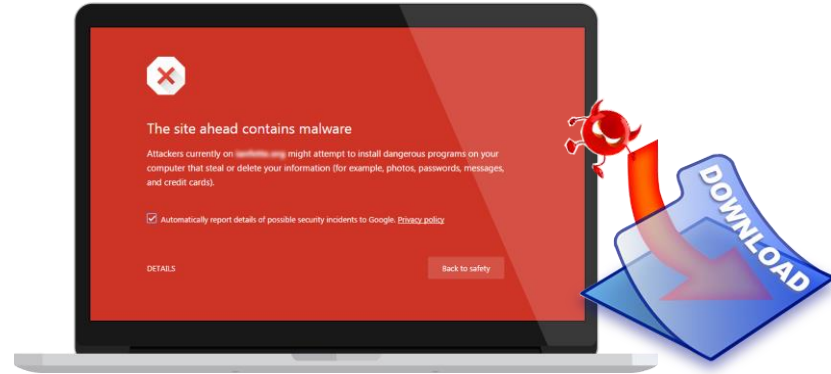 The site ahead contains malware
Attackers currently on might attempt to install dangerous programs on your
computer that steal or delete your information (for example, photos, passwords, messages,
and credit cards).
Automatically report details of possible security incidents to Google. Privacy policy
DETAILS
Back to safety
DOWNLOAD